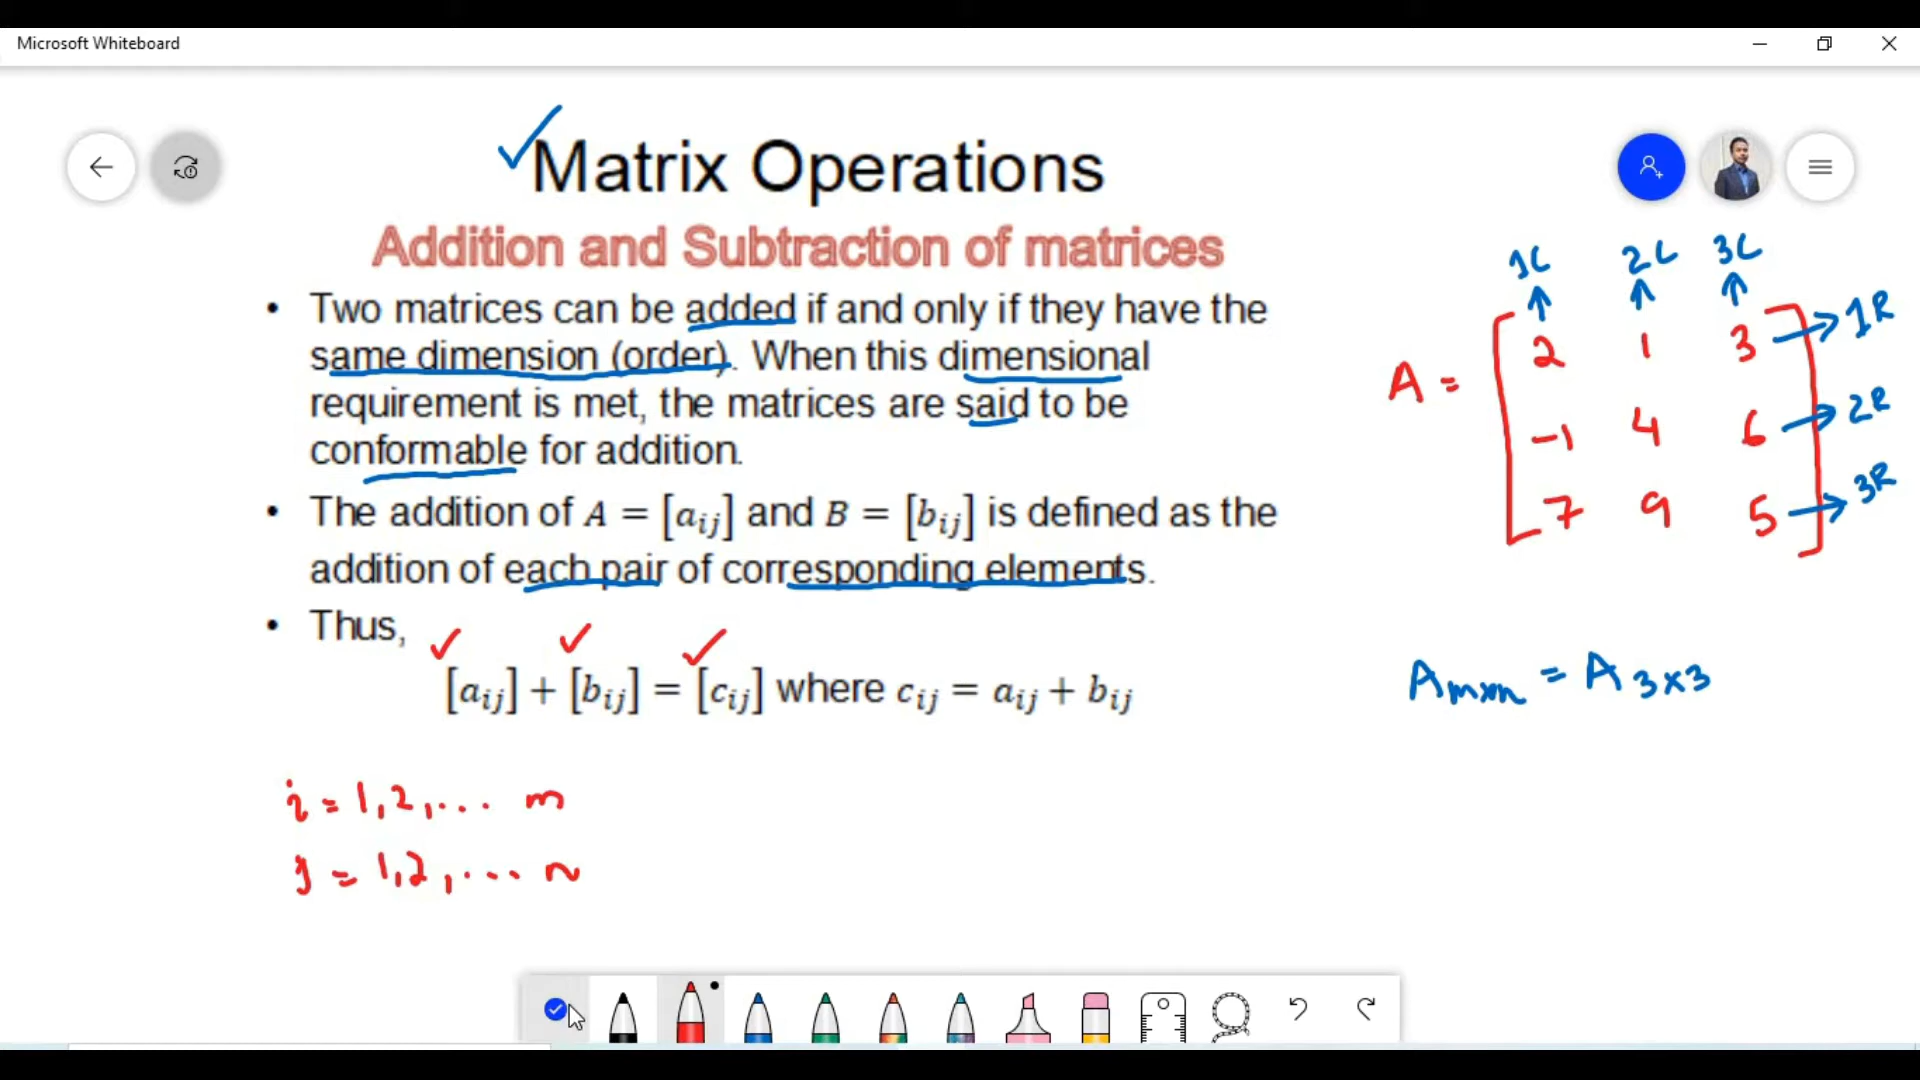 Microsoft Whiteboard
Matrix Operations
Addition and Subtraction of matrices
• Two matrices can be added if and only if they have the
same dimension (order). When this dimensional
requirement is met, the matrices are said to be
conformable for addition.
• The addition of A = [aᵢⱼ] and B = [bᵢⱼ] is defined as the
addition of each pair of corresponding elements.
• Thus,
[aᵢⱼ] + [bᵢⱼ] = [cᵢⱼ] where cᵢⱼ = aᵢⱼ + bᵢⱼ
i = 1,2,... m
j = 1,2,... n
1C 2C 3C
2 1 3 → 1R
A =
-1 4 6 → 2R
7 9 5 → 3R
Aₘₓₙ = A₃ₓ₃